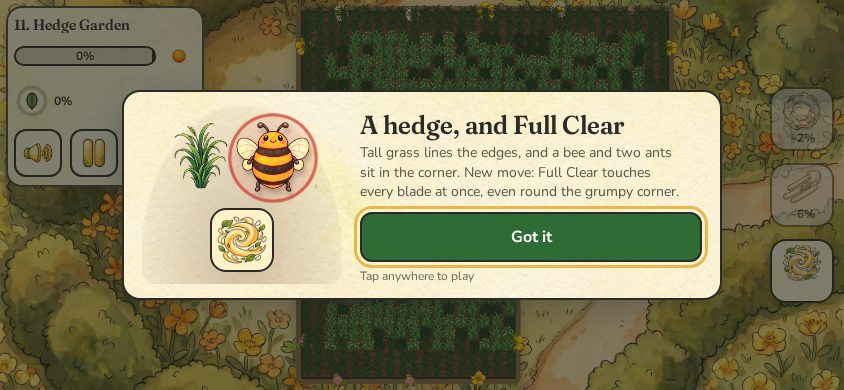 11. Hedge Garden
0%
0%
A hedge, and Full Clear
Tall grass lines the edges, and a bee and two ants
sit in the corner. New move: Full Clear touches
every blade at once, even round the grumpy corner.
Got it
Tap anywhere to play
-2%
-6%